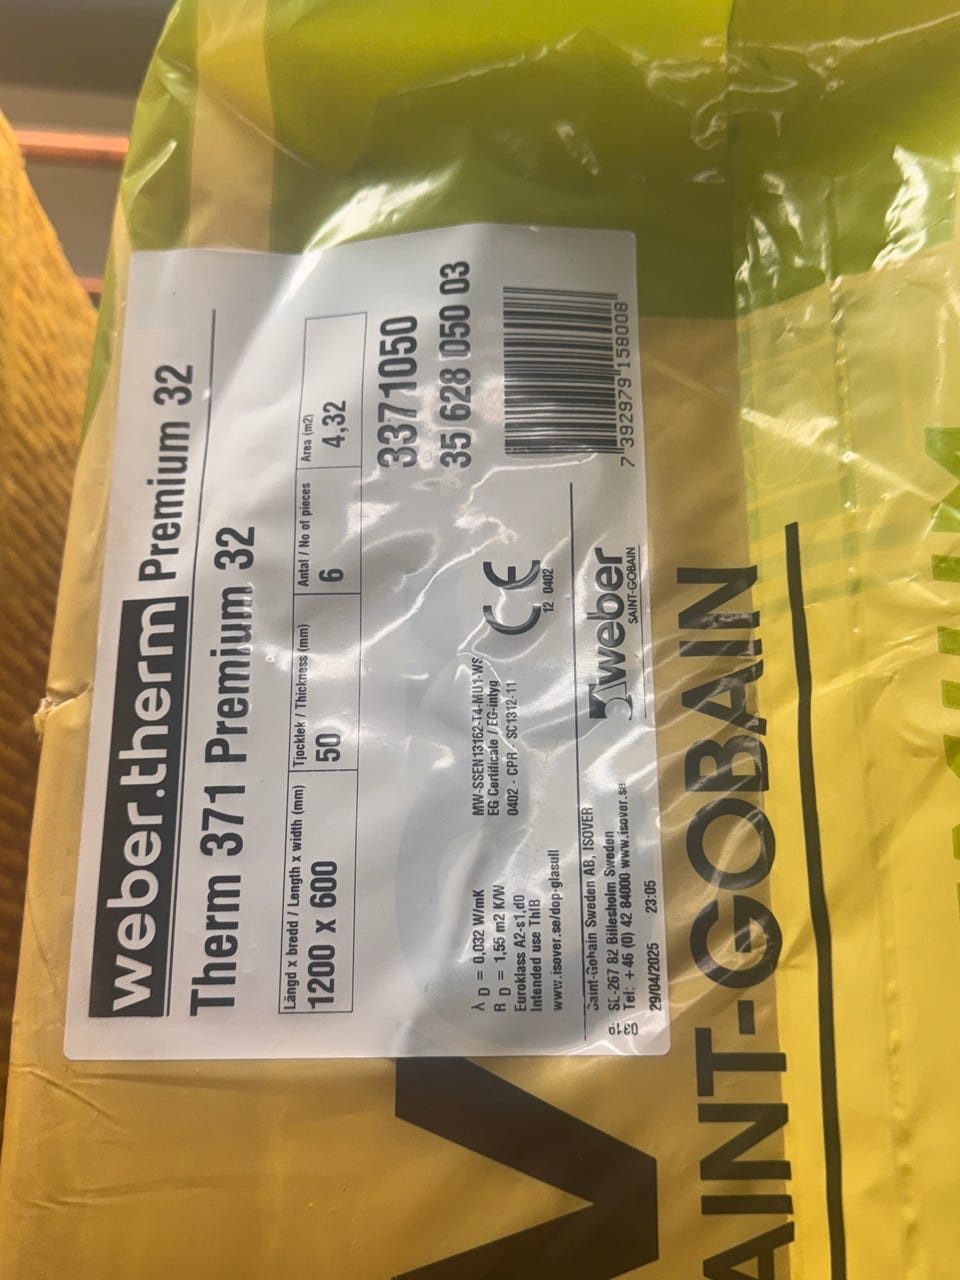 weber.therm Premium 32
Therm 371 Premium 32
Längd x bredd / Length x width (mm) Tjocklek / Thickness (mm) Antal / No of pieces Area (m2)
1200 x 600 50 6 4,32
3371050
35 628 050 03
λ D = 0,032 W/mK
R D = 1,55 m2 K/W
Euroklass A2-s1,d0
Intended use ThIB
www.isover.se/dop-glasull
MW-SSEN13162-T4-MU1-WS
EG Certificate / EG-intyg
0402 - CPR - SC1312-11
CE
12 0402
7 392979 158008
Saint-Gobain Sweden AB, ISOVER
SE-267 82 Billesholm Sweden
Tel: +46 (0) 42 84000 www.isover.se
29/04/2025 23:05
weber
SAINT-GOBAIN
AINT-GOBAIN